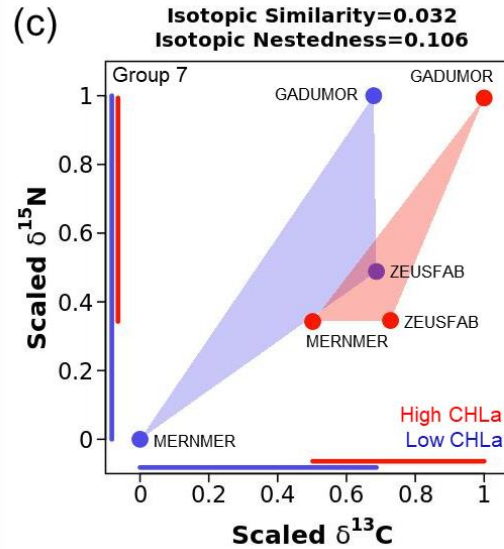 (c)
Isotopic Similarity=0.032
Isotopic Nestedness=0.106
Group 7
GADUMOR
GADUMOR
1
0.8
0.6
0.4
0.2
0
Scaled δ¹⁵N
ZEUSFAB
ZEUSFAB
MERNMER
MERNMER
High CHLa
Low CHLa
0 0.2 0.4 0.6 0.8 1
Scaled δ¹³C